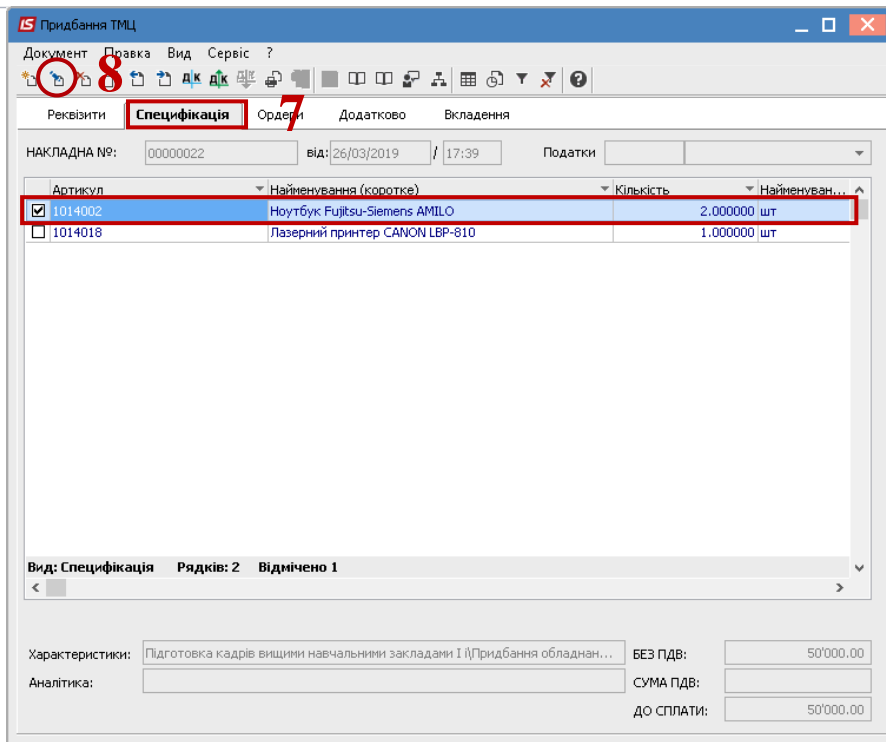 Придбання ТМЦ
Документ Правка Вид Сервіс ?
8
Реквізити Специфікація Ордери Додатково Вкладення
7
НАКЛАДНА №: 00000022 від: 26/03/2019 / 17:39 Податки
Артикул Найменування (коротке) Кількість Найменуван...
1014002 Ноутбук Fujitsu-Siemens AMILO 2.000000 шт
1014018 Лазерний принтер CANON LBP-810 1.000000 шт
Вид: Специфікація Рядків: 2 Відмічено 1
Характеристики: Підготовка кадрів вищими навчальними закладами І і\Придбання обладнан... БЕЗ ПДВ: 50'000.00
Аналітика: СУМА ПДВ:
ДО СПЛАТИ: 50'000.00